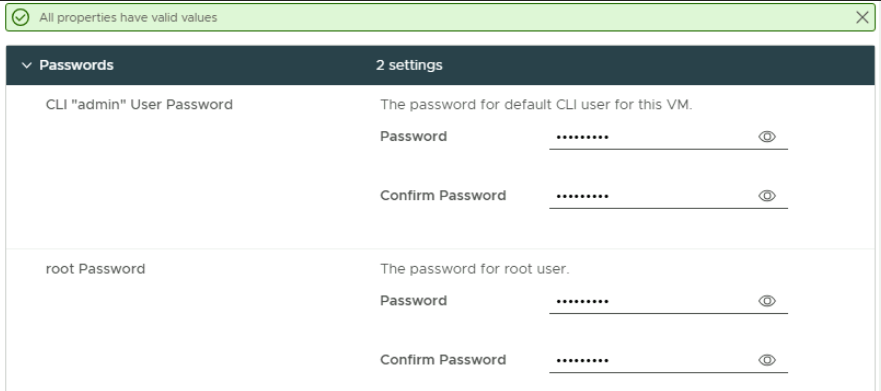 All properties have valid values
Passwords 2 settings
CLI "admin" User Password The password for default CLI user for this VM.
Password •••••••••
Confirm Password •••••••••
root Password The password for root user.
Password •••••••••
Confirm Password •••••••••